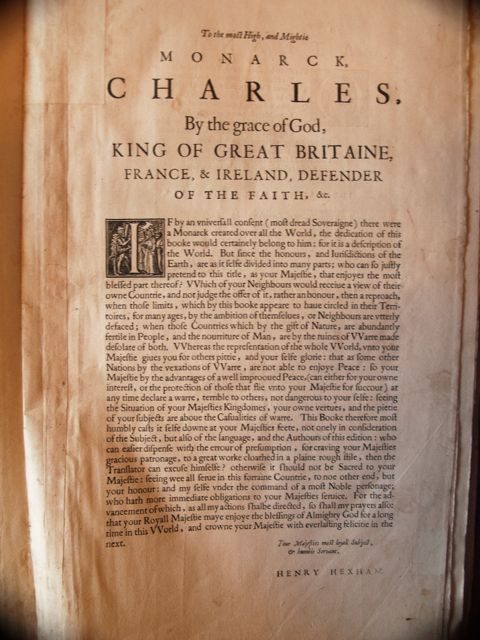 To the moſt High, and Mightie
MONARCK,
CHARLES,
By the grace of God,
KING OF GREAT BRITAINE,
FRANCE, & IRELAND, DEFENDER
OF THE FAITH, &c.
IF by an vniverſall conſent (moſt dread Soveraigne) there were
a Monarck created over all the World, the dedication of this
booke would certainely belong to him: for it is a deſcription of
the World. But ſince the honours, and Iurisdictions of the
Earth, are as it ſelfe divided into many parts; who can ſo juſtly
pretend to this title, as your Majeſtie, that enjoyes the moſt
bleſſed part thereof? VVhich of your Neighbours would receiue a view of their
owne Countrie, and not judge the offer of it, rather an honour, then a reproach,
when thoſe limits, which by this booke appeare to haue circled in their Terri-
toires, for many ages, by the ambition of themſelues, or Neighbours are vtterly
defaced; when thoſe Countries which by the gift of Nature, are abundantly
fertile in People, and the nourriture of Man, are by the ruines of VVarre made
deſolate of both. VVhereas the repreſentation of the whole VVorld, vnto your
Majeſtie giues you for others pittie, and your ſelfe glorie: that as ſome other
Nations by the vexations of VVarre, are not able to enjoye Peace: ſo your
Majeſtie by the advantages of a well improoued Peace, (can either for your owne
intereſt, or the protection of thoſe that flie vnto your Majeſtie for ſuccour) at
any time declare a warre, terrible to others, not dangerous to your ſelfe: ſeeing
the Situation of your Majeſties Kingdomes, your owne vertues, and the pietie
of your ſubjects are above the Caſualities of warre. This Booke therefore moſt
humbly caſts it ſelfe downe at your Majeſties feete, not onely in conſideration
of the Subject, but alſo of the language, and the Authours of this edition: who
can eaſier diſpenſe with the errour of preſumption, for craving your Majeſties
gracious patronage, to a great worke cloathed in a plaine rough ſtile, then the
Tranſlator can excuſe himſelfe? otherwiſe it ſhould not be Sacred to your
Majeſtie: ſeeing wee all ſerue in this forraine Countrie, to noe other end, but
your honour: and my ſelfe vnder the command of a moſt Noble perſonage,
who hath more immediate obligations to your Majeſties ſervice. For the ad-
vancement of which, as all my actions ſhalbe directed, ſo ſhall my prayers alſo:
that your Royall Majeſtie maye enjoye the bleſſings of Almighty God for a long
time in this VVorld, and crowne your Majeſtie with everlaſting felicitie in the
next.
Your Majeſties moſt loyall Subject,
& humble Servant,
HENRY HEXHAM.